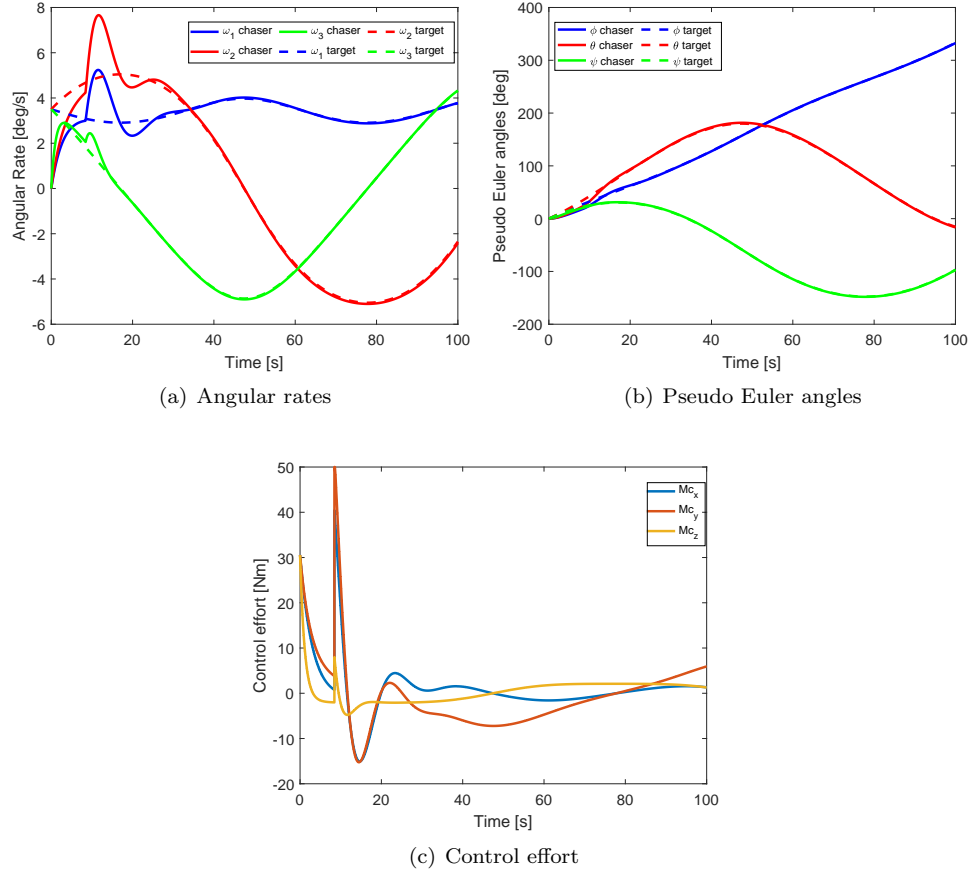 8
6
4
2
0
-2
-4
-6
0 20 40 60 80 100
Angular Rate [deg/s]
Time [s]
ω1 chaser ω3 chaser ω2 target
ω2 chaser ω1 target ω3 target
(a) Angular rates
400
300
200
100
0
-100
-200
0 20 40 60 80 100
Pseudo Euler angles [deg]
Time [s]
ϕ chaser ϕ target
θ chaser θ target
ψ chaser ψ target
(b) Pseudo Euler angles
50
40
30
20
10
0
-10
-20
0 20 40 60 80 100
Control effort [Nm]
Time [s]
Mcx
Mcy
Mcz
(c) Control effort